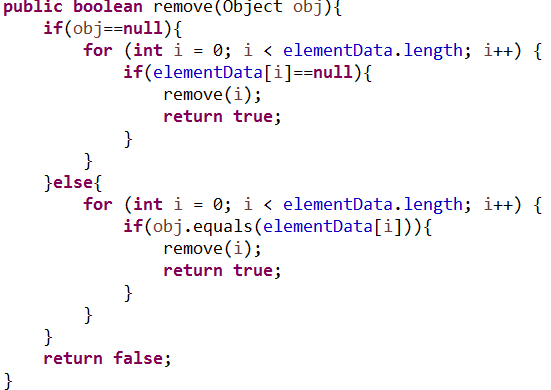 public boolean remove(Object obj){
    if(obj==null){
        for (int i = 0; i < elementData.length; i++) {
            if(elementData[i]==null){
                remove(i);
                return true;
            }
        }
    }else{
        for (int i = 0; i < elementData.length; i++) {
            if(obj.equals(elementData[i])){
                remove(i);
                return true;
            }
        }
    }
    return false;
}